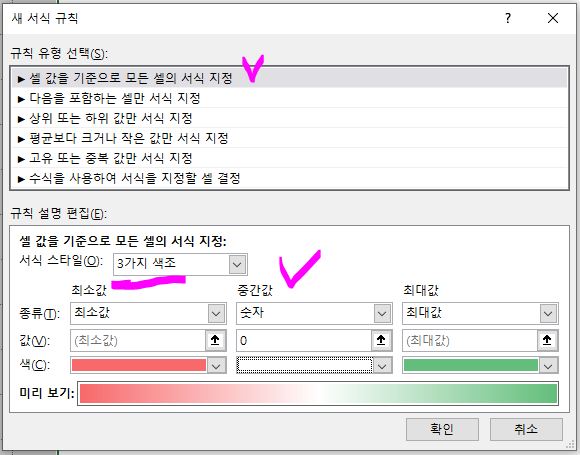 새 서식 규칙
규칙 유형 선택(S):
► 셀 값을 기준으로 모든 셀의 서식 지정
► 다음을 포함하는 셀만 서식 지정
► 상위 또는 하위 값만 서식 지정
► 평균보다 크거나 작은 값만 서식 지정
► 고유 또는 중복 값만 서식 지정
► 수식을 사용하여 서식을 지정할 셀 결정
규칙 설명 편집(E):
셀 값을 기준으로 모든 셀의 서식 지정:
서식 스타일(O): 3가지 색조
최소값 중간값 최대값
종류(T): 최소값 숫자 최대값
값(V): (최소값) 0 (최대값)
색(C):
미리 보기:
확인 취소